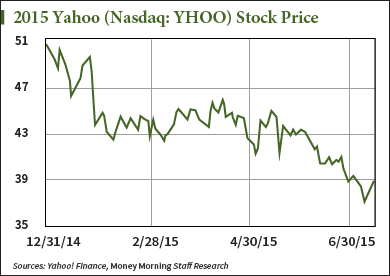 2015 Yahoo (Nasdaq: YHOO) Stock Price
51
47
43
39
35
12/31/14 2/28/15 4/30/15 6/30/15
Sources: Yahoo! Finance, Money Morning Staff Research